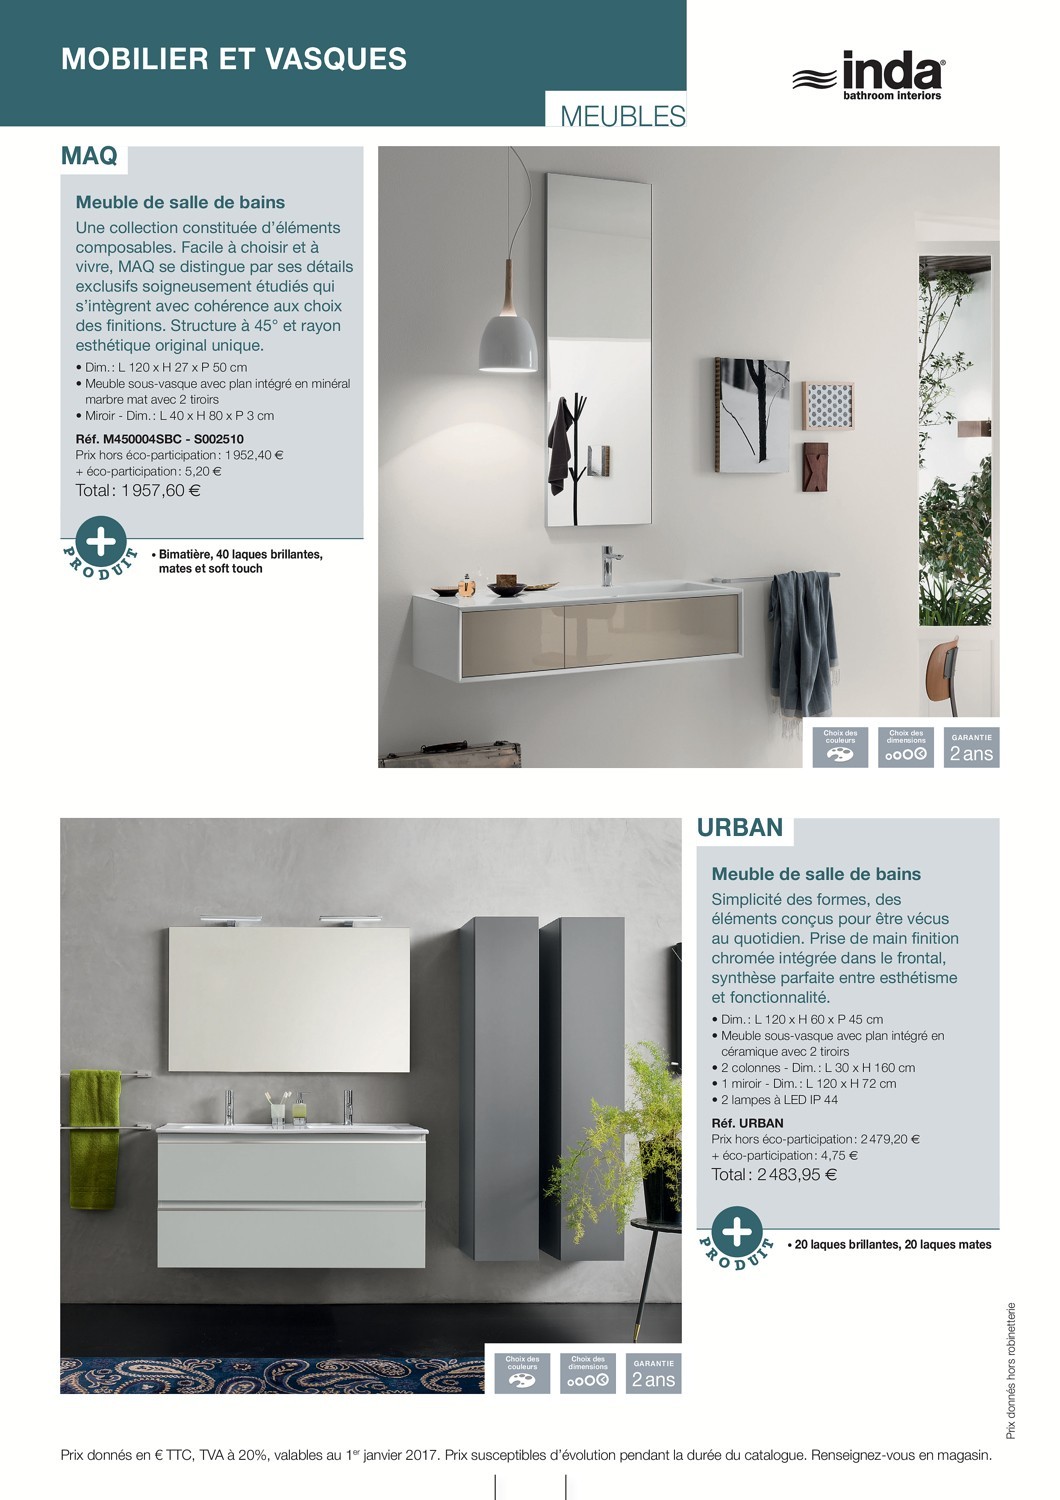 MOBILIER ET VASQUES
MEUBLES
inda®
bathroom interiors
MAQ
Meuble de salle de bains
Une collection constituée d'éléments
composables. Facile à choisir et à
vivre, MAQ se distingue par ses détails
exclusifs soigneusement étudiés qui
s'intègrent avec cohérence aux choix
des finitions. Structure à 45° et rayon
esthétique original unique.
• Dim. : L 120 x H 27 x P 50 cm
• Meuble sous-vasque avec plan intégré en minéral
marbre mat avec 2 tiroirs
• Miroir - Dim. : L 40 x H 80 x P 3 cm
Réf. M450004SBC - S002510
Prix hors éco-participation : 1 952,40 €
+ éco-participation : 5,20 €
Total : 1 957,60 €
PRODUIT
• Bimatière, 40 laques brillantes,
mates et soft touch
Choix des
couleurs
Choix des
dimensions
GARANTIE
2 ans
URBAN
Meuble de salle de bains
Simplicité des formes, des
éléments conçus pour être vécus
au quotidien. Prise de main finition
chromée intégrée dans le frontal,
synthèse parfaite entre esthétisme
et fonctionnalité.
• Dim. : L 120 x H 60 x P 45 cm
• Meuble sous-vasque avec plan intégré en
céramique avec 2 tiroirs
• 2 colonnes - Dim. : L 30 x H 160 cm
• 1 miroir - Dim. : L 120 x H 72 cm
• 2 lampes à LED IP 44
Réf. URBAN
Prix hors éco-participation : 2 479,20 €
+ éco-participation : 4,75 €
Total : 2 483,95 €
PRODUIT
• 20 laques brillantes, 20 laques mates
Choix des
couleurs
Choix des
dimensions
GARANTIE
2 ans
Prix donnés hors robinetterie
Prix donnés en € TTC, TVA à 20%, valables au 1er janvier 2017. Prix susceptibles d'évolution pendant la durée du catalogue. Renseignez-vous en magasin.